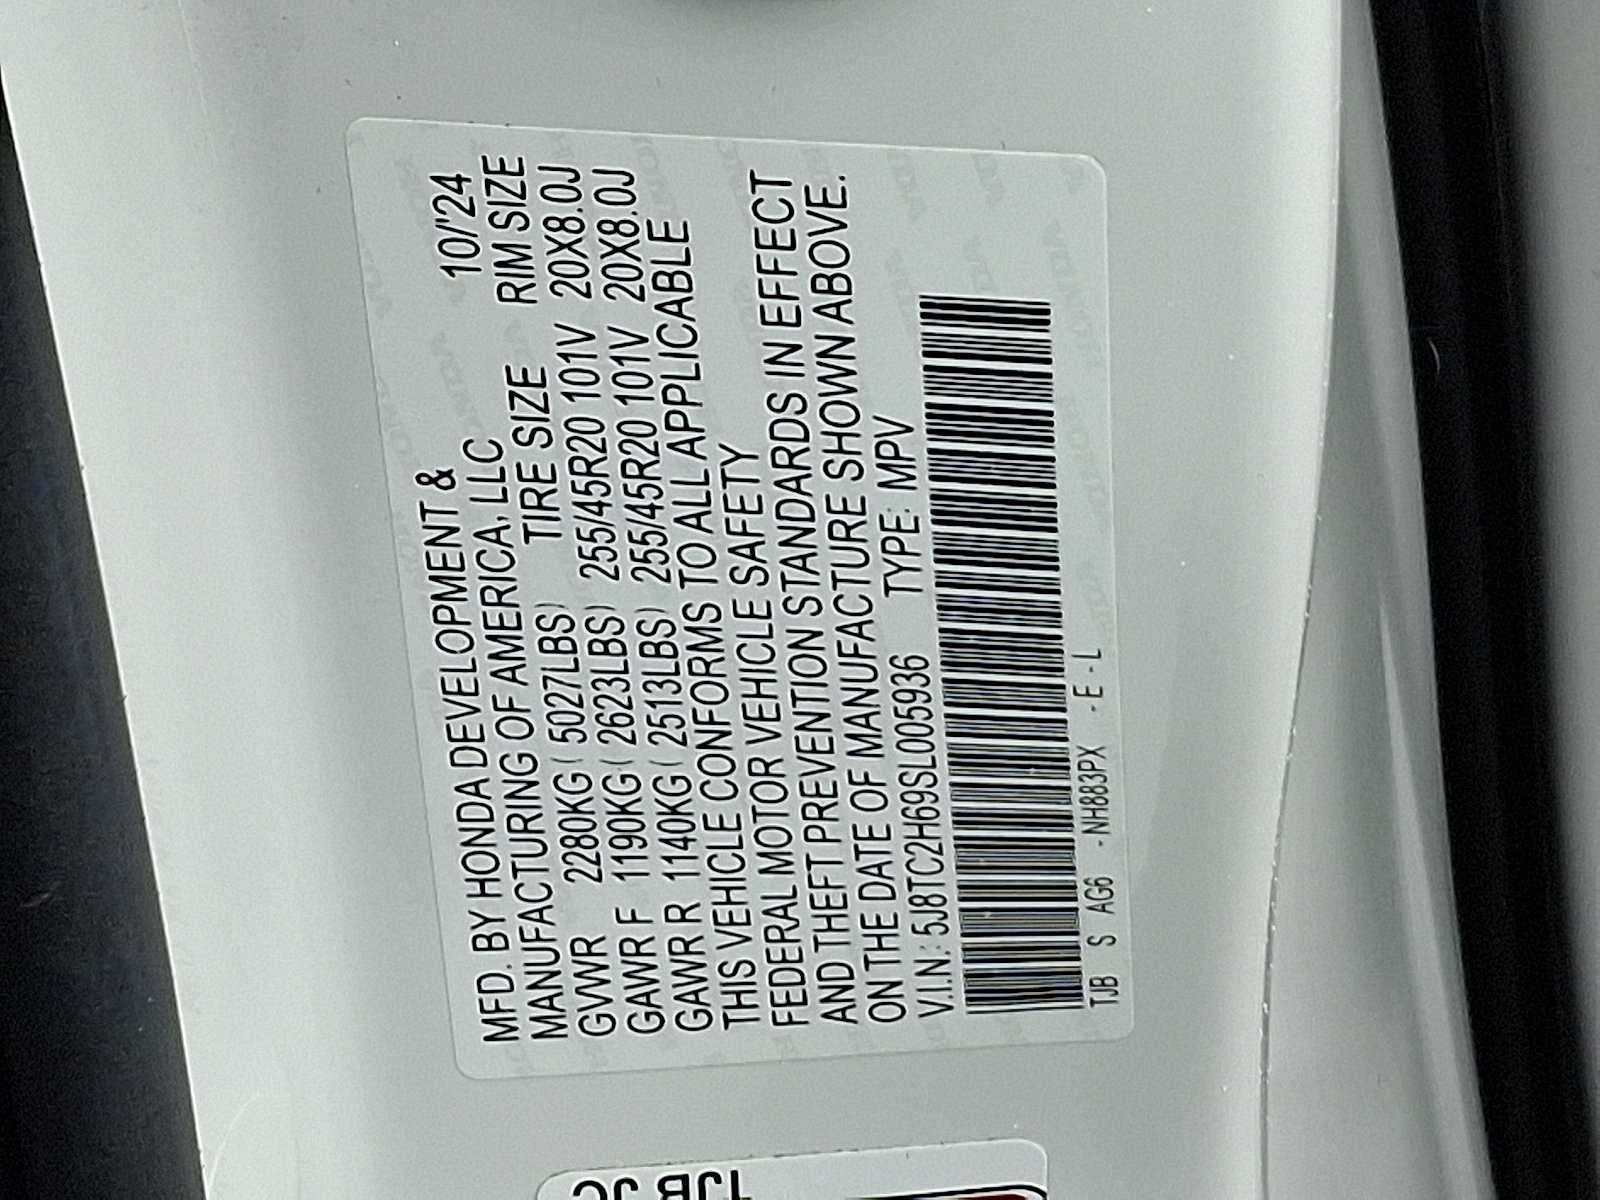 MFD. BY HONDA DEVELOPMENT & 10/"24
MANUFACTURING OF AMERICA, LLC RIM SIZE
TIRE SIZE
GVWR 2280KG( 5027LBS) 255/45R20 101V 20X8.0J
GAWR F 1190KG( 2623LBS) 255/45R20 101V 20X8.0J
GAWR R 1140KG( 2513LBS)
THIS VEHICLE CONFORMS TO ALL APPLICABLE
FEDERAL MOTOR VEHICLE SAFETY
AND THEFT PREVENTION STANDARDS IN EFFECT
ON THE DATE OF MANUFACTURE SHOWN ABOVE.
V.I.N.: 5J8TC2H69SL005936 TYPE: MPV
TJB S AG6 -NH883PX - E - L
TJB